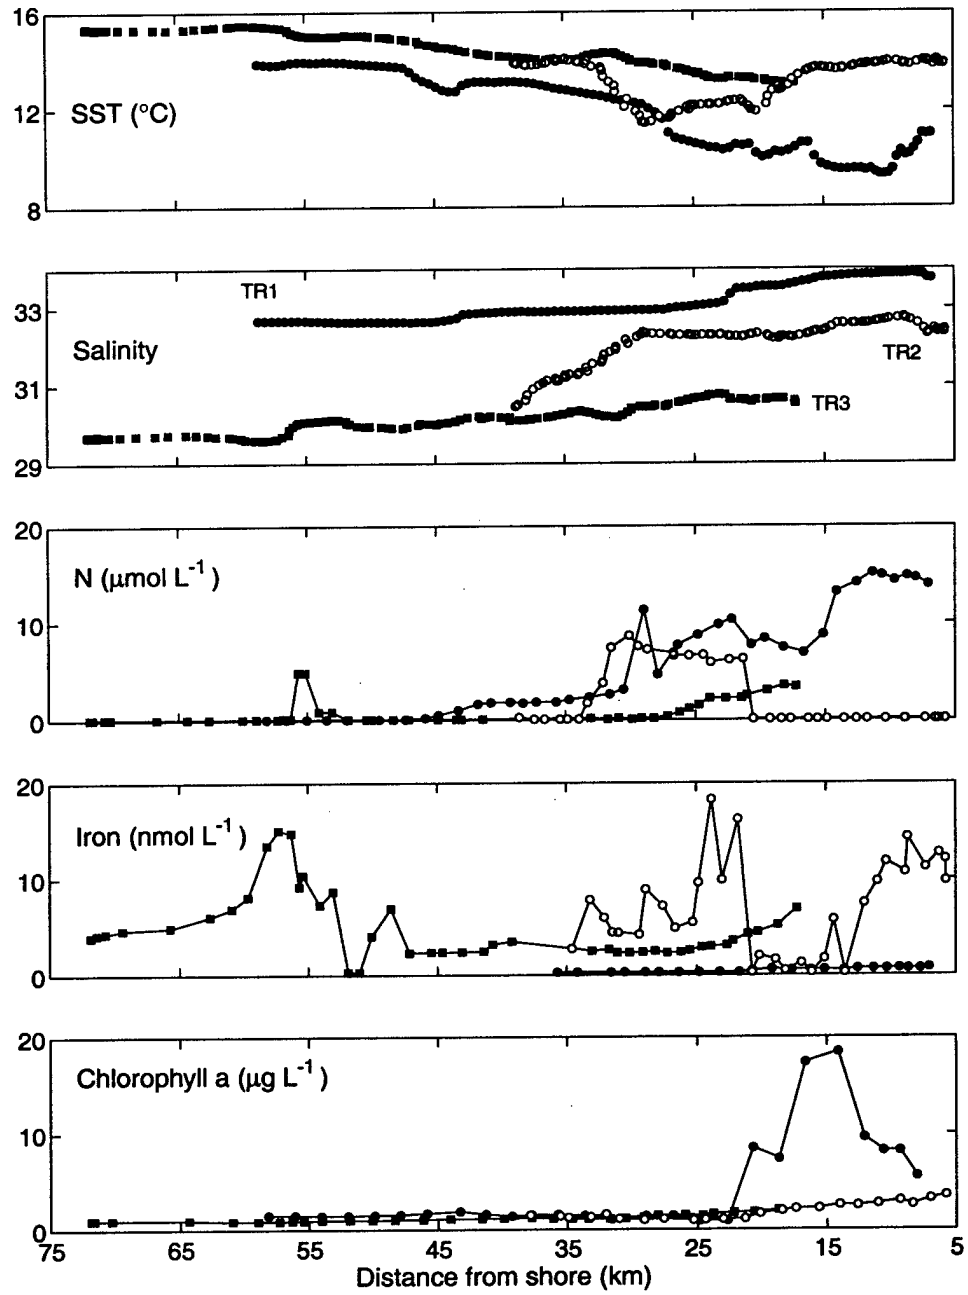 16
12
SST (°C)
8
TR1
33
Salinity
TR2
31
TR3
29
20
N (μmol L⁻¹ )
10
0
20
Iron (nmol L⁻¹ )
10
0
20
Chlorophyll a (μg L⁻¹ )
10
0
75 65 55 45 35 25 15 5
Distance from shore (km)